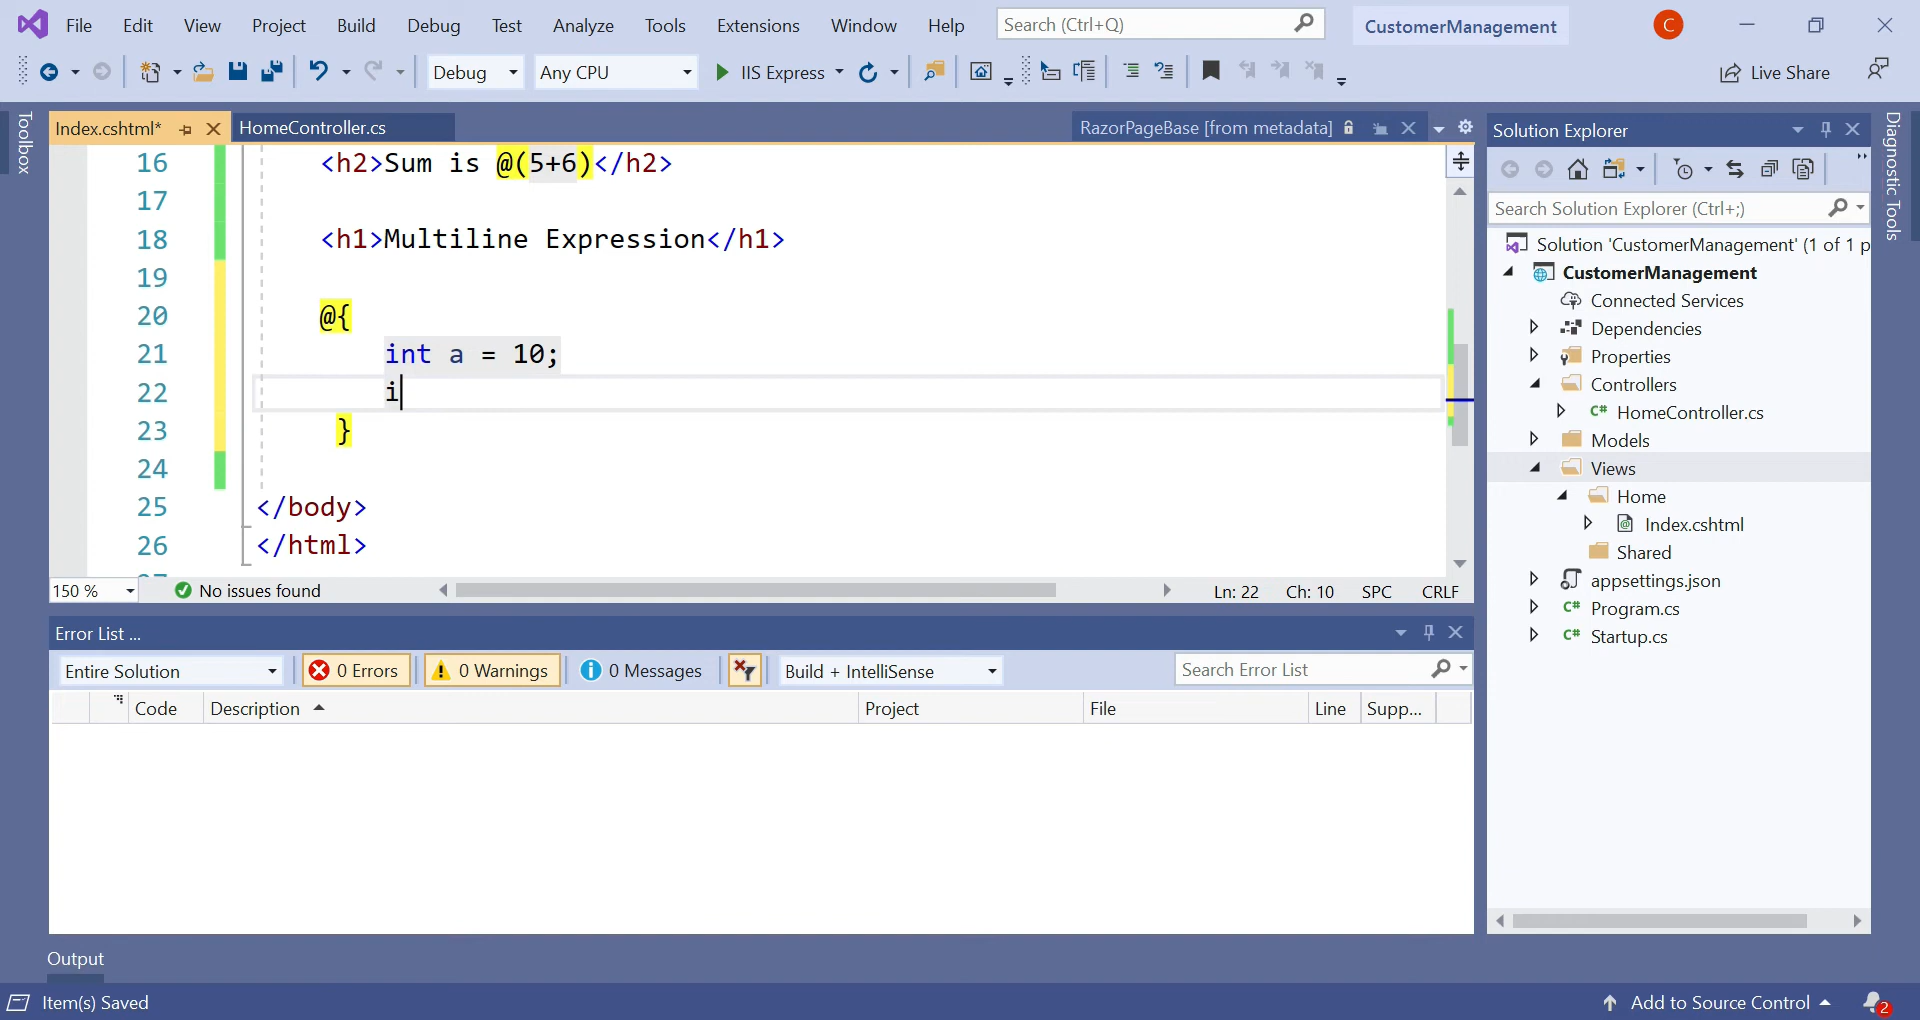 File Edit View Project Build Debug Test Analyze Tools Extensions Window Help Search (Ctrl+Q) CustomerManagement C
Debug Any CPU IIS Express Live Share
Toolbox
Index.cshtml* HomeController.cs RazorPageBase [from metadata]
16 <h2>Sum is @(5+6)</h2>
17
18 <h1>Multiline Expression</h1>
19
20 @{
21 int a = 10;
22 i
23 }
24
25 </body>
26 </html>
150 % No issues found Ln: 22 Ch: 10 SPC CRLF
Error List ...
Entire Solution 0 Errors 0 Warnings 0 Messages Build + IntelliSense Search Error List
Code Description Project File Line Supp...
Output
Item(s) Saved Add to Source Control 2
Solution Explorer
Search Solution Explorer (Ctrl+;)
Solution 'CustomerManagement' (1 of 1 p
CustomerManagement
Connected Services
Dependencies
Properties
Controllers
C# HomeController.cs
Models
Views
Home
Index.cshtml
Shared
appsettings.json
C# Program.cs
C# Startup.cs
Diagnostic Tools